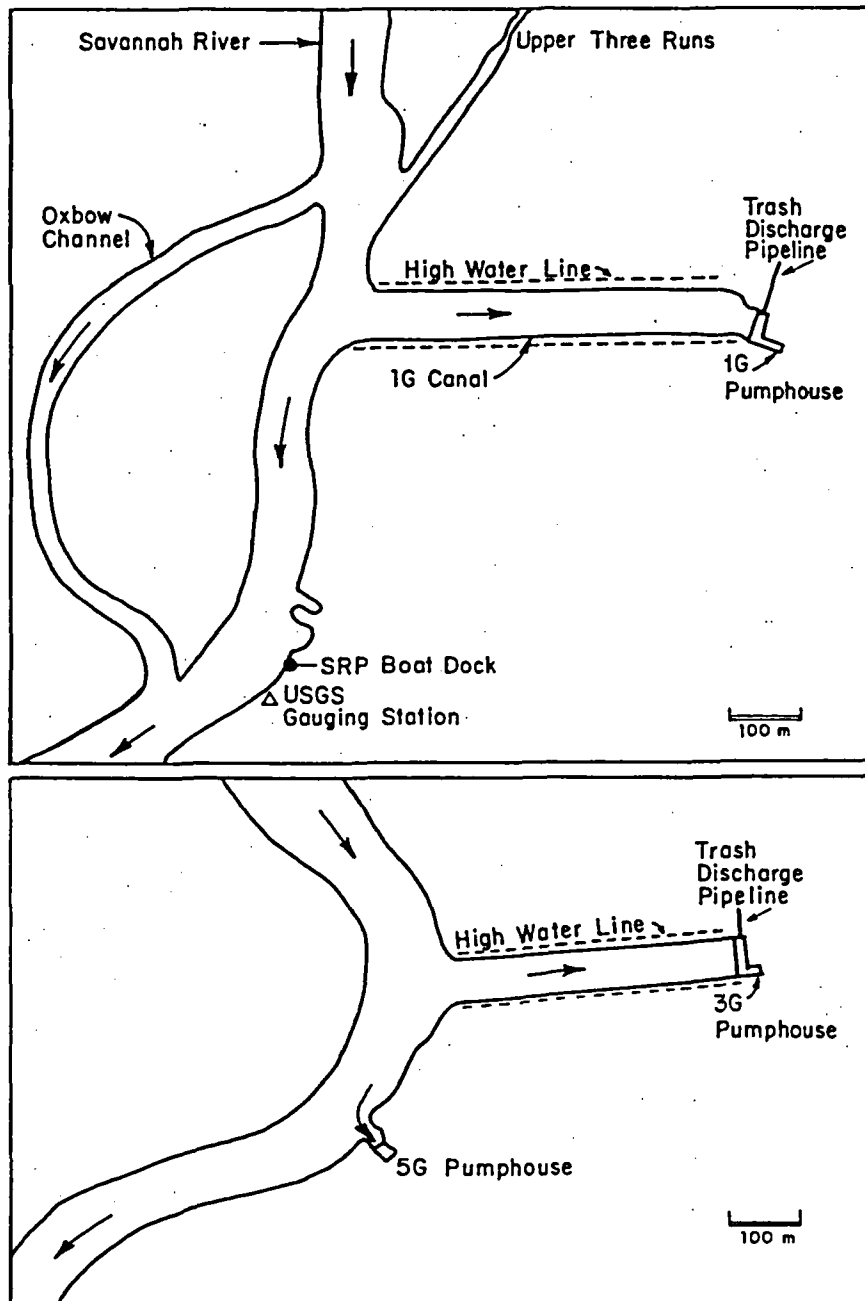 Savannah River
Upper Three Runs
Oxbow
Channel
Trash
Discharge
Pipeline
High Water Line
1G Canal
1G
Pumphouse
SRP Boat Dock
USGS
Gauging Station
100 m
Trash
Discharge
Pipeline
High Water Line
3G
Pumphouse
5G Pumphouse
100 m